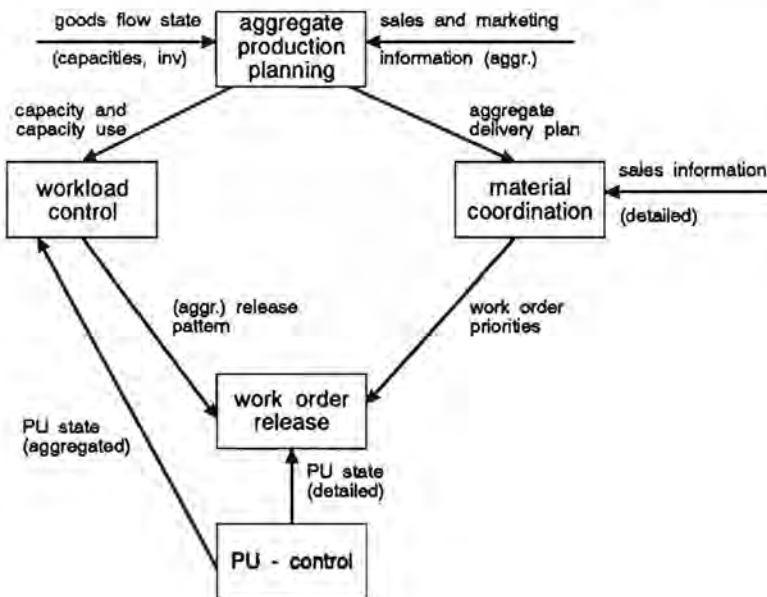 goods flow state
(capacities, inv)
aggregate
production
planning
sales and marketing
information (aggr.)
capacity and
capacity use
aggregate
delivery plan
workload
control
material
coordination
sales information
(detailed)
(aggr.) release
pattern
work order
priorities
work order
release
PU state
(aggregated)
PU state
(detailed)
PU - control